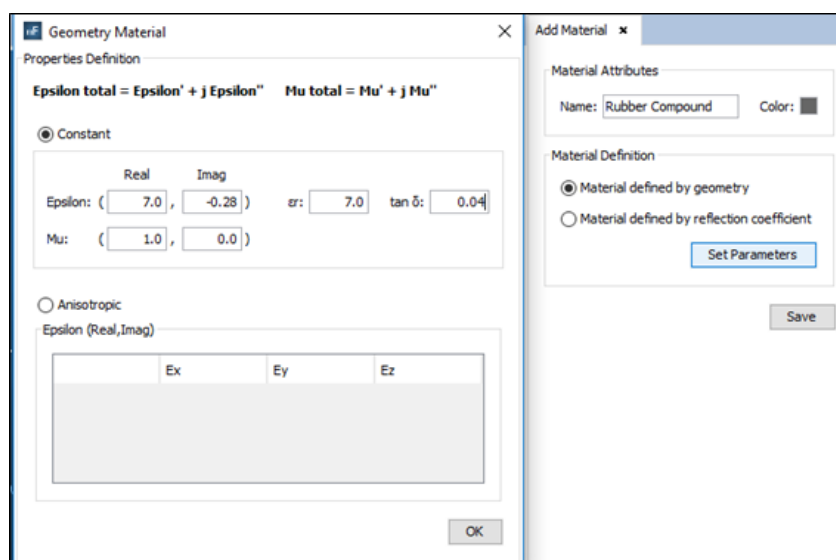 nF Geometry Material
Properties Definition
Epsilon total = Epsilon' + j Epsilon'' Mu total = Mu' + j Mu''
Constant
Real Imag
Epsilon: ( 7.0 , -0.28 ) εr: 7.0 tan δ: 0.04
Mu: ( 1.0 , 0.0 )
Anisotropic
Epsilon (Real,Imag)
Ex Ey Ez
OK
Add Material
Material Attributes
Name: Rubber Compound Color:
Material Definition
Material defined by geometry
Material defined by reflection coefficient
Set Parameters
Save